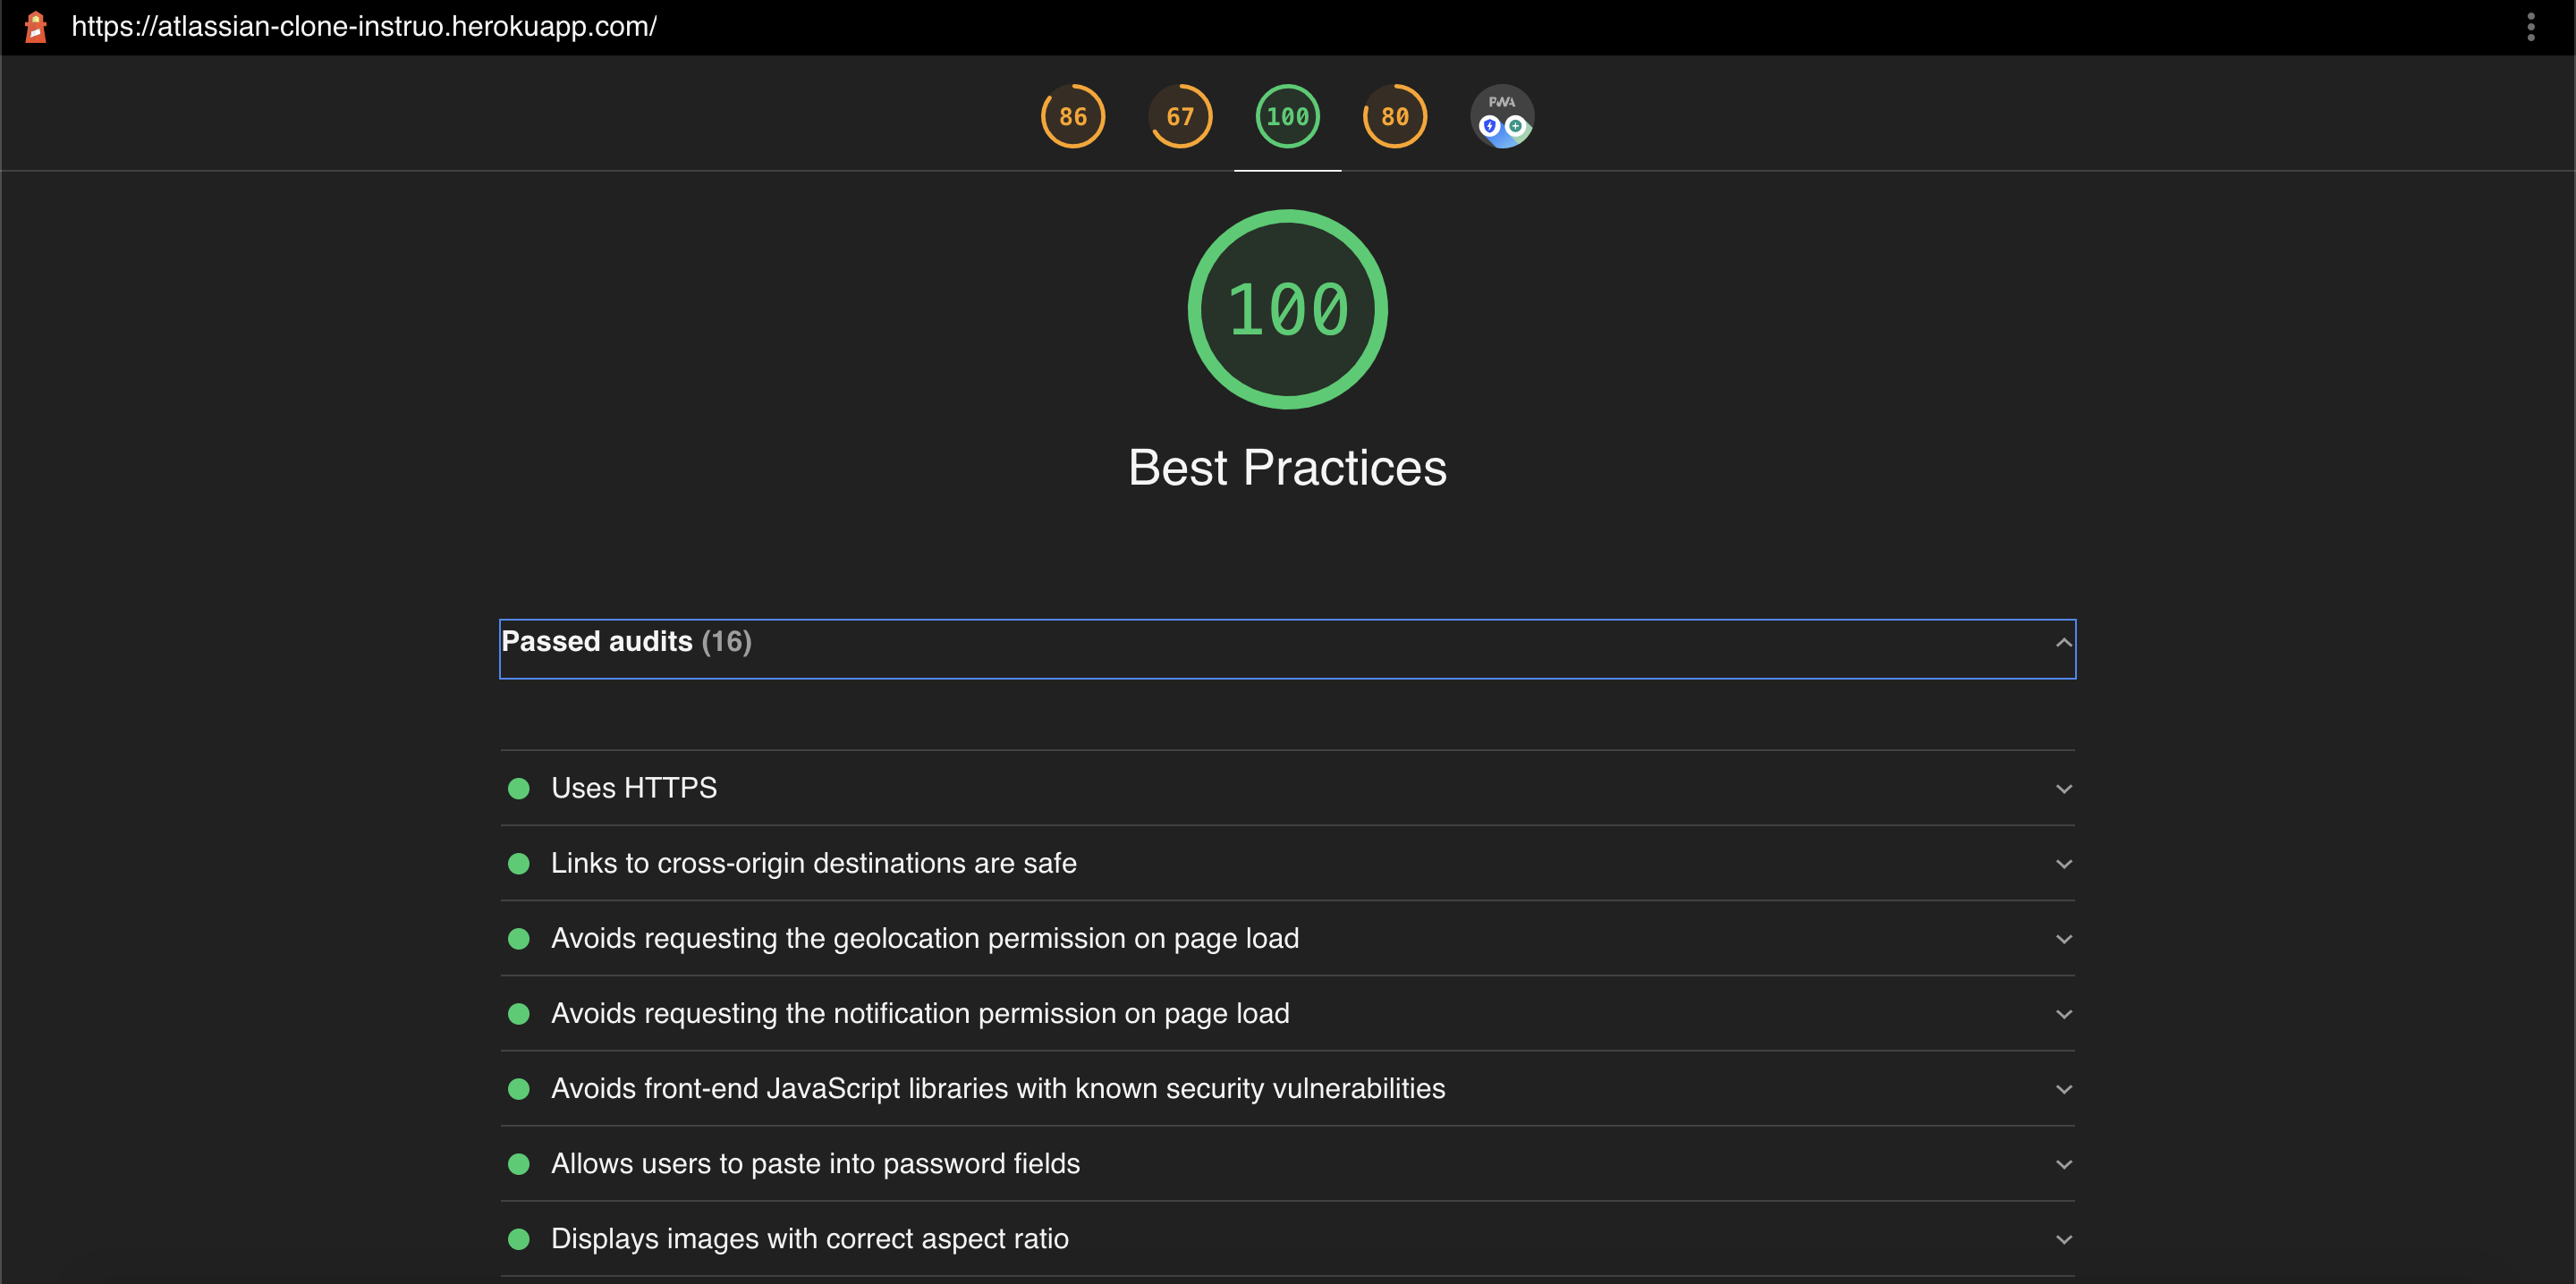 https://atlassian-clone-instruo.herokuapp.com/
86 67 100 80 PWA
100
Best Practices
Passed audits (16)
Uses HTTPS
Links to cross-origin destinations are safe
Avoids requesting the geolocation permission on page load
Avoids requesting the notification permission on page load
Avoids front-end JavaScript libraries with known security vulnerabilities
Allows users to paste into password fields
Displays images with correct aspect ratio